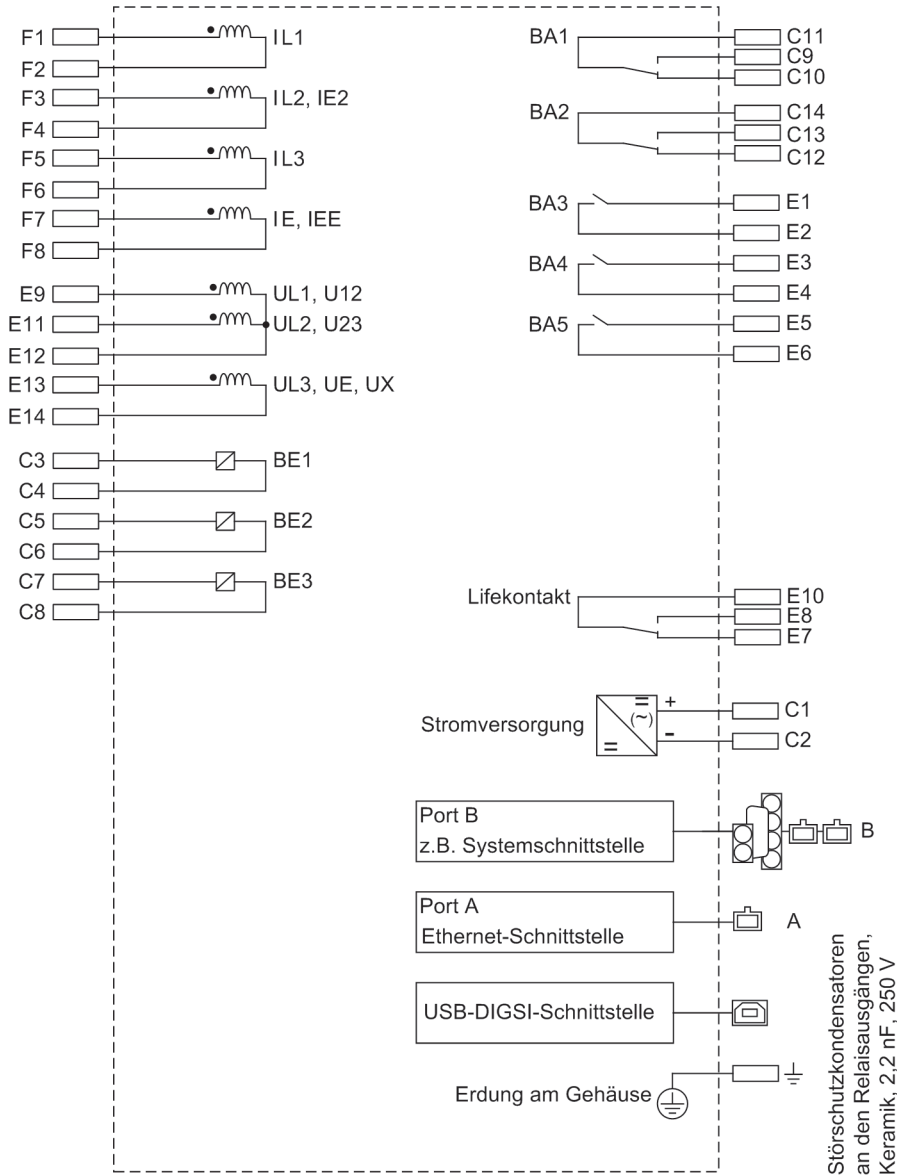 F1
IL1
F2
F3
IL2, IE2
F4
F5
IL3
F6
F7
IE, IEE
F8
E9
UL1, U12
E11
UL2, U23
E12
E13
UL3, UE, UX
E14
C3
BE1
C4
C5
BE2
C6
C7
BE3
C8
BA1
C11
C9
C10
BA2
C14
C13
C12
BA3
E1
E2
BA4
E3
E4
BA5
E5
E6
Lifekontakt
E10
E8
E7
Stromversorgung
=
(~)
=
+
-
C1
C2
Port B
z.B. Systemschnittstelle
B
Port A
Ethernet-Schnittstelle
A
USB-DIGSI-Schnittstelle
Erdung am Gehäuse
Störschutzkondensatoren
an den Relaisausgängen,
Keramik, 2,2 nF, 250 V